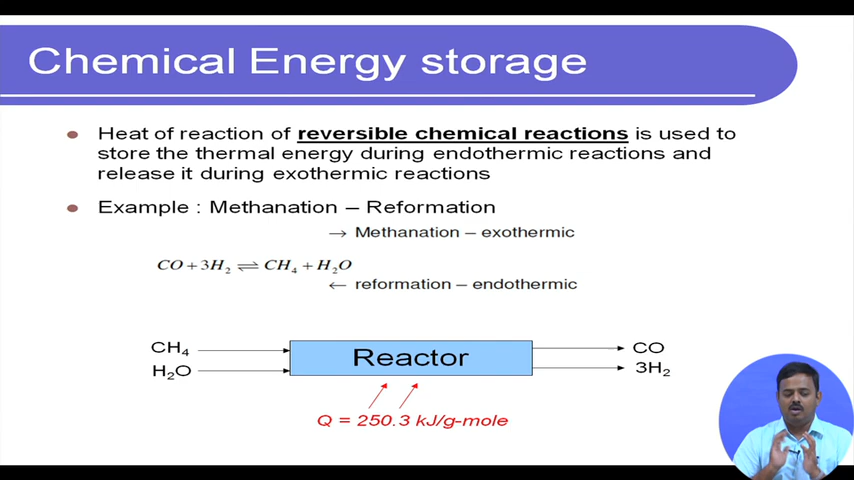 Chemical Energy storage
Heat of reaction of reversible chemical reactions is used to
store the thermal energy during endothermic reactions and
release it during exothermic reactions
Example : Methanation – Reformation
→ Methanation – exothermic
CO + 3H₂ ⇌ CH₄ + H₂O
← reformation – endothermic
CH₄
H₂O
Reactor
CO
3H₂
Q = 250.3 kJ/g-mole